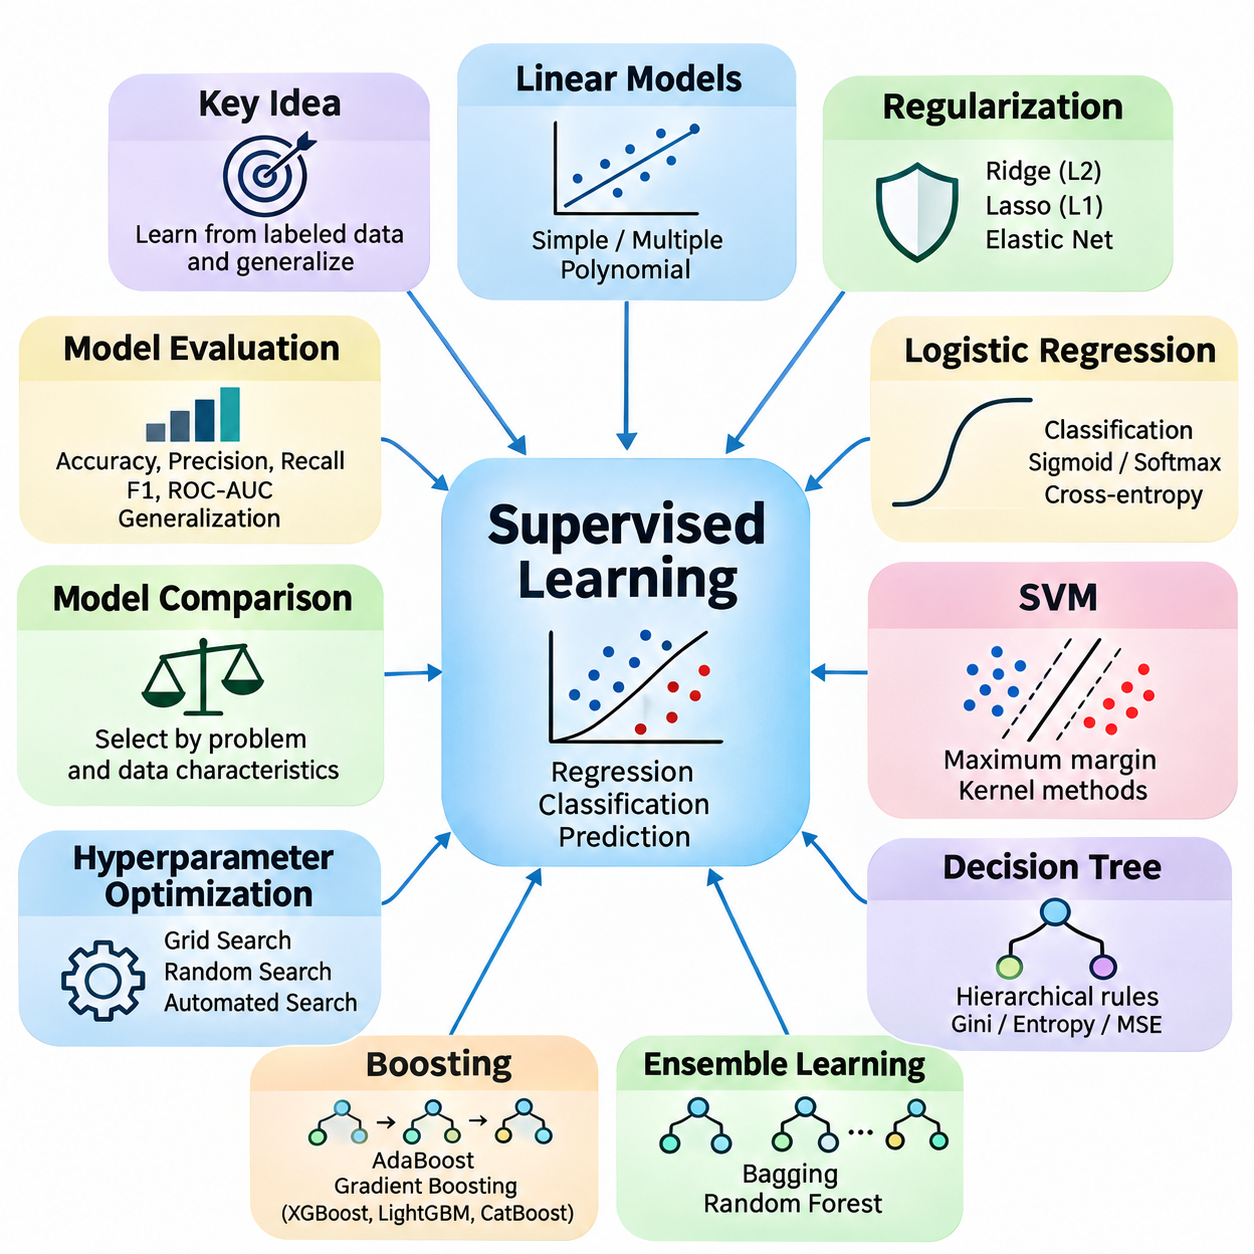 Key Idea
Learn from labeled data
and generalize
Linear Models
Simple / Multiple
Polynomial
Regularization
Ridge (L2)
Lasso (L1)
Elastic Net
Model Evaluation
Accuracy, Precision, Recall
F1, ROC-AUC
Generalization
Logistic Regression
Classification
Sigmoid / Softmax
Cross-entropy
Supervised
Learning
Regression
Classification
Prediction
Model Comparison
Select by problem
and data characteristics
SVM
Maximum margin
Kernel methods
Hyperparameter
Optimization
Grid Search
Random Search
Automated Search
Decision Tree
Hierarchical rules
Gini / Entropy / MSE
Boosting
AdaBoost
Gradient Boosting
(XGBoost, LightGBM, CatBoost)
Ensemble Learning
...
Bagging
Random Forest